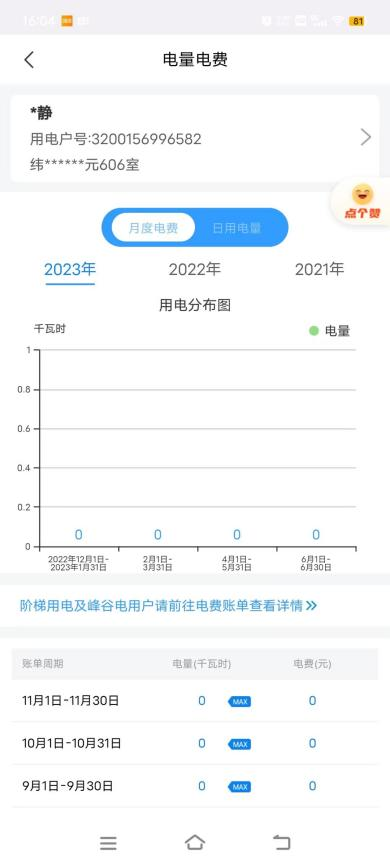 16:04
81
电量电费
*静
用电户号:3200156996582
纬******元606室
点个赞
月度电费
日用电量
2023年
2022年
2021年
用电分布图
千瓦时
电量
1
0.8
0.6
0.4
0.2
0
0
0
0
0
2022年12月1日-
2023年1月31日
2月1日-
3月31日
4月1日-
5月31日
6月1日-
6月30日
阶梯用电及峰谷电用户请前往电费账单查看详情
账单周期
电量(千瓦时)
电费(元)
11月1日-11月30日
0
MAX
0
10月1日-10月31日
0
MAX
0
9月1日-9月30日
0
MAX
0